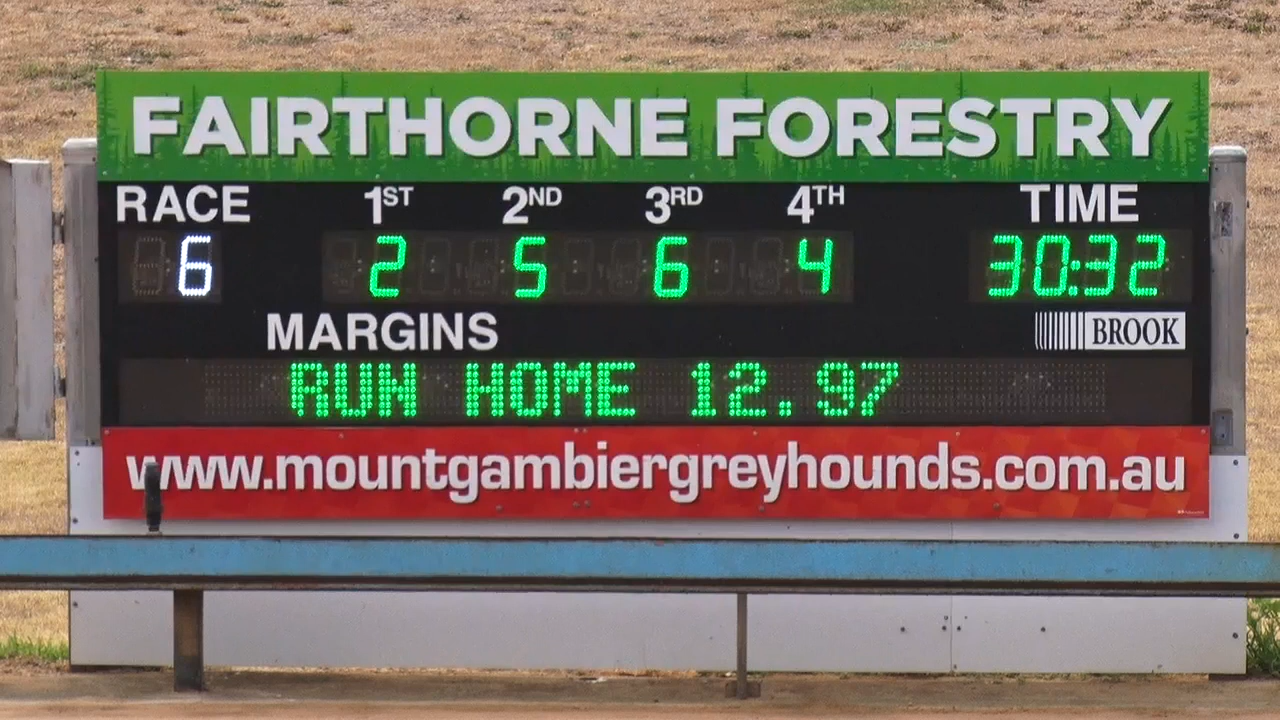 FAIRTHORNE FORESTRY
RACE 1ST 2ND 3RD 4TH TIME
6 2 5 6 4 30:32
MARGINS BROOK
RUN HOME 12.97
www.mountgambiergreyhounds.com.au